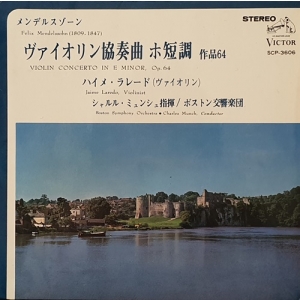 メンデルスゾーン
Felix Mendelssohn (1809-1847)
STEREO
VICTOR
SCP-3606
ヴァイオリン協奏曲 ホ短調 作品64
VIOLIN CONCERTO IN E MINOR, Op. 64
ハイメ・ラレード(ヴァイオリン)
Jaime Laredo, Violinist
シャルル・ミュンシュ指揮/ボストン交響楽団
Boston Symphony Orchestra ● Charles Munch, Conductor